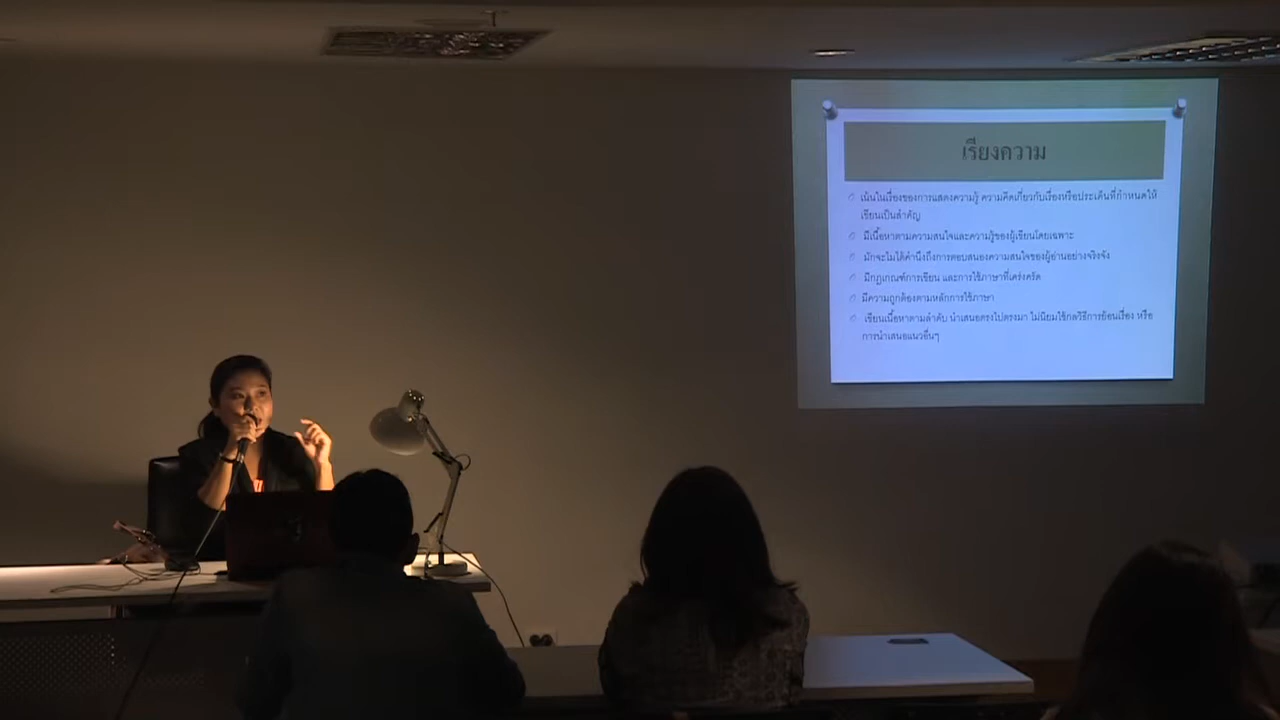 เรียงความ
เน้นในเรื่องของการแสดงความรู้ ความคิดเกี่ยวกับเรื่องหรือประเด็นที่กำหนดให้
เขียนเป็นสำคัญ
มีเนื้อหาตามความสนใจและความรู้ของผู้เขียนโดยเฉพาะ
มักจะไม่ได้คำนึงถึงการตอบสนองความสนใจของผู้อ่านอย่างจริงจัง
มีกฎเกณฑ์การเขียน และการใช้ภาษาที่เคร่งครัด
มีความถูกต้องตามหลักการใช้ภาษา
เขียนเนื้อหาตามลำดับ นำเสนอตรงไปตรงมา ไม่นิยมใช้กลวิธีการย้อนเรื่อง หรือ
การนำเสนอแนวอื่นๆ